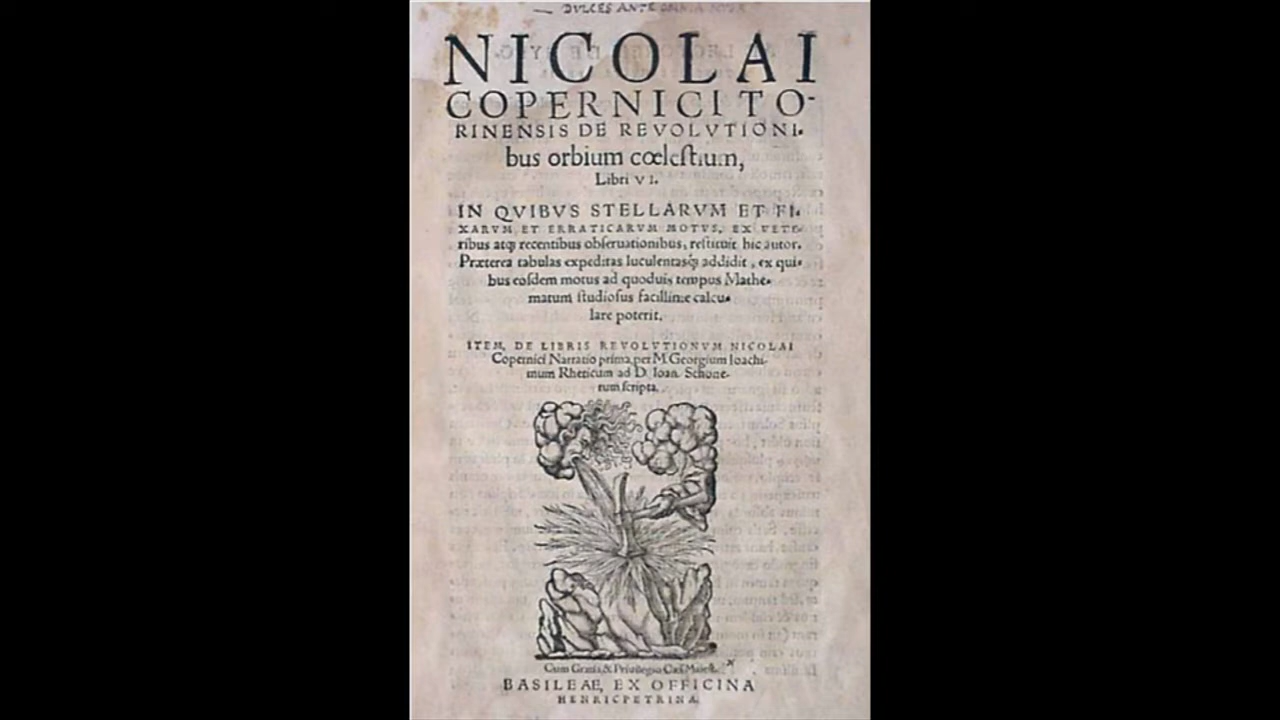 DVLCES ANTE OMNIA
NICOLAI
COPERNICI TO-
RINENSIS DE REVOLVTIONI-
bus orbium cœlestium,
Libri VI.
IN QVIBVS STELLARVM ET FI-
XARVM ET ERRATICARVM MOTVS, EX VETE-
ribus atq; recentibus obseruationibus, restituit hic autor.
Præterea tabulas expeditas luculentasq; addidit, ex qui-
bus eosdem motus ad quoduis tempus Mathe-
matum studiosus facillime calcu-
lare poterit.
ITEM, DE LIBRIS REVOLVTIONVM NICOLAI
Copernici Narratio prima, per M. Georgium Ioachi-
mum Rheticum ad D. Ioan. Schone-
rum scripta.
Cum Gratia & Priuilegio Cæs. Maiest.
BASILEAE, EX OFFICINA
HENRICPETRINA.